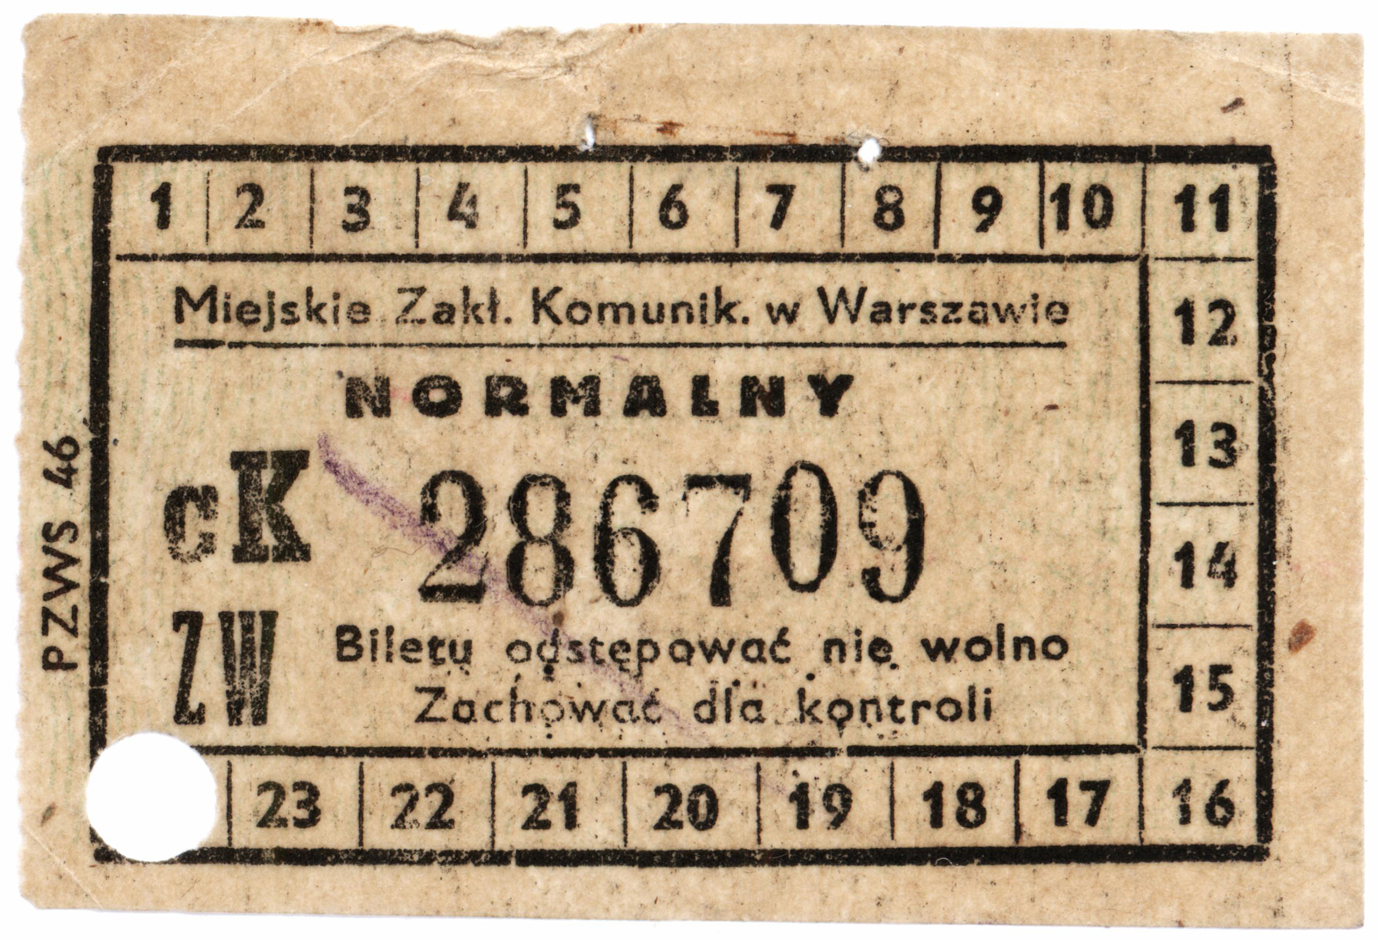 1 2 3 4 5 6 7 8 9 10 11
Miejskie Zakł. Komunik. w Warszawie
12
NORMALNY
13
cK 286709
14
ZW
Biletu odstępować nie wolno
Zachować dla kontroli
15
23 22 21 20 19 18 17 16
PZWS 46